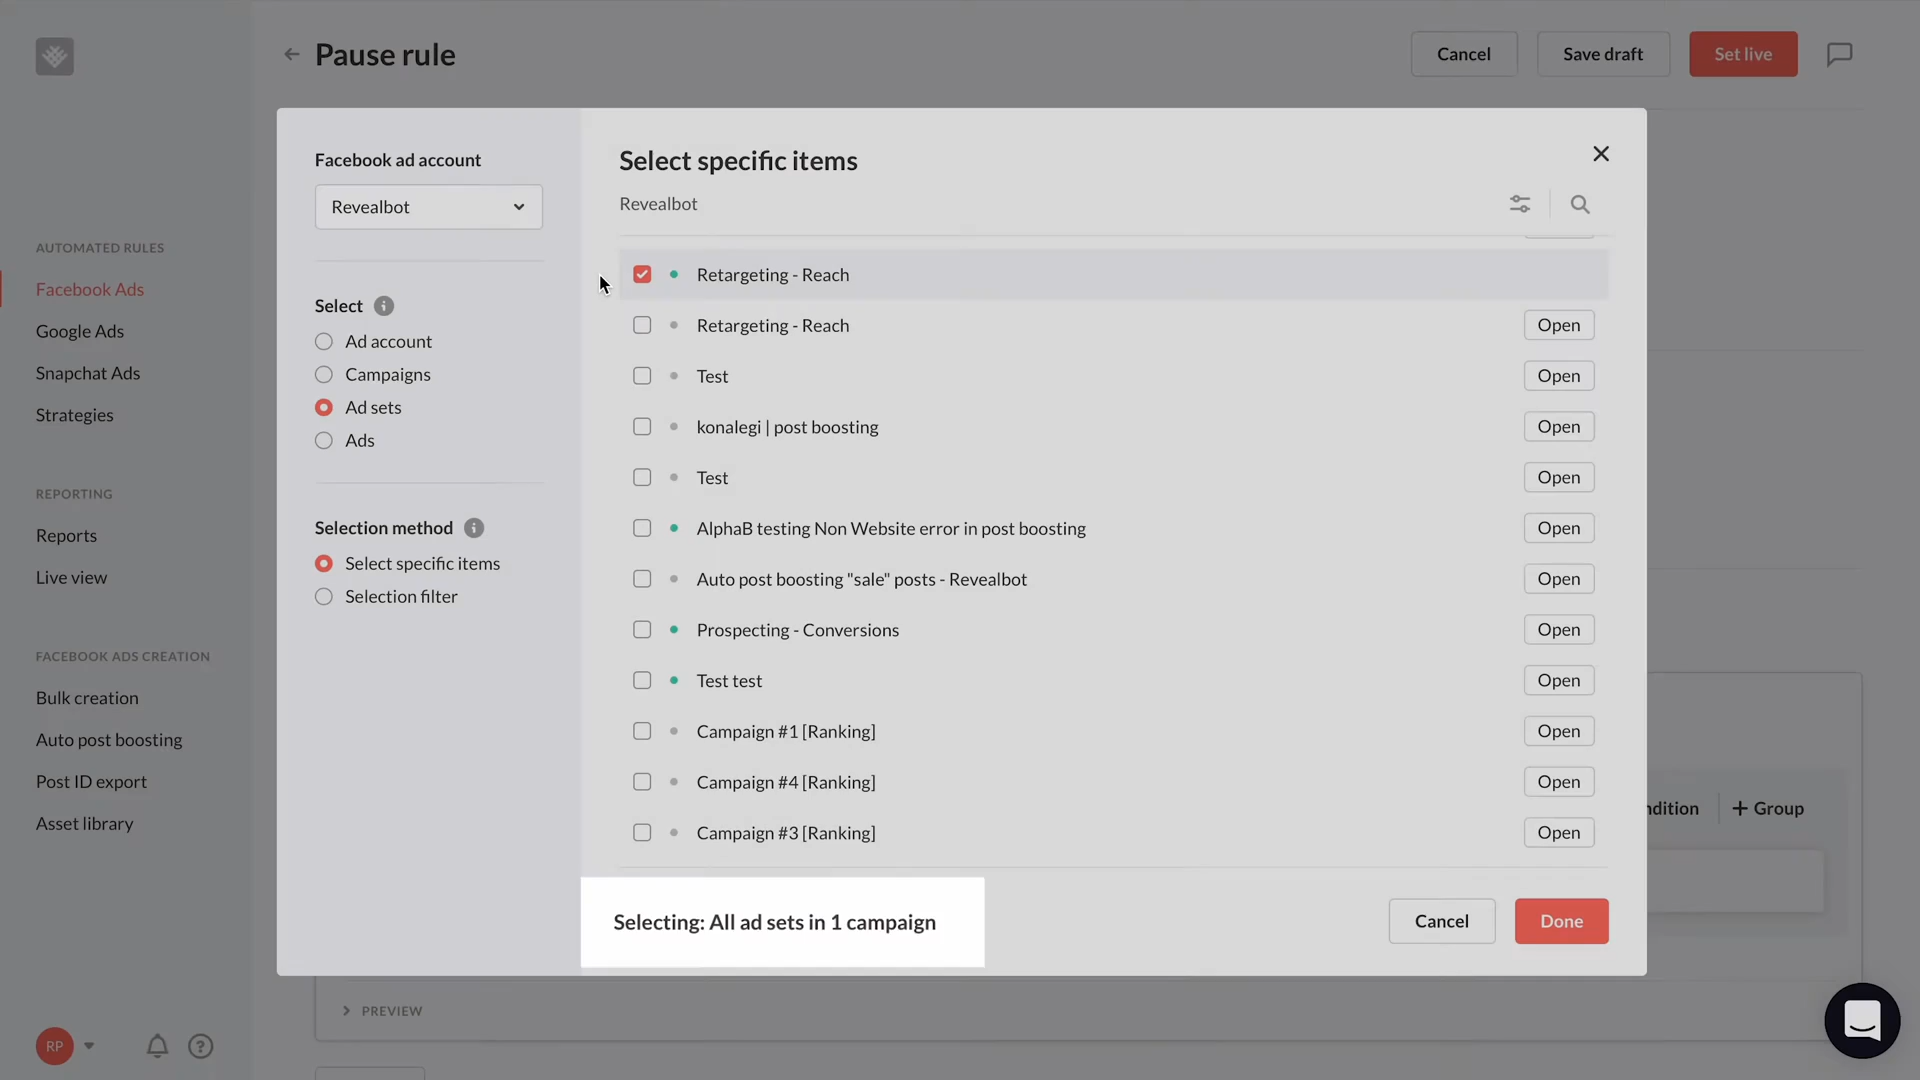 Pause rule
Cancel
Save draft
Set live
AUTOMATED RULES
Facebook Ads
Google Ads
Snapchat Ads
Strategies
REPORTING
Reports
Live view
FACEBOOK ADS CREATION
Bulk creation
Auto post boosting
Post ID export
Asset library
RP
Facebook ad account
Revealbot
Select
Ad account
Campaigns
Ad sets
Ads
Selection method
Select specific items
Selection filter
Select specific items
Revealbot
Retargeting - Reach
Retargeting - Reach Open
Test Open
konalegi | post boosting Open
Test Open
AlphaB testing Non Website error in post boosting Open
Auto post boosting "sale" posts - Revealbot Open
Prospecting - Conversions Open
Test test Open
Campaign #1 [Ranking] Open
Campaign #4 [Ranking] Open
Campaign #3 [Ranking] Open
Selecting: All ad sets in 1 campaign
Cancel
Done
+ Group
PREVIEW